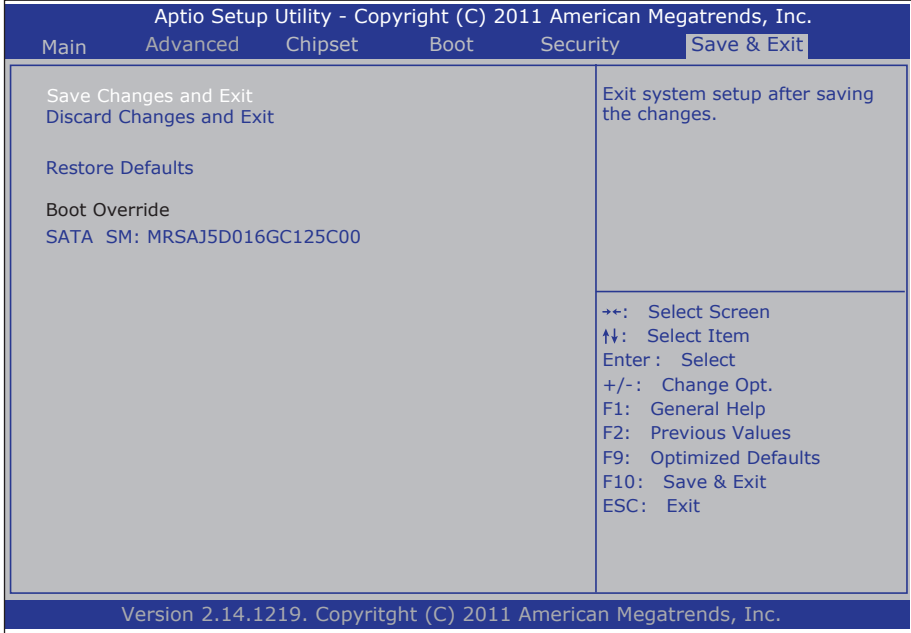 Aptio Setup Utility - Copyright (C) 2011 American Megatrends, Inc.
Main Advanced Chipset Boot Security Save & Exit
Save Changes and Exit
Discard Changes and Exit
Restore Defaults
Boot Override
SATA SM: MRSAJ5D016GC125C00
Exit system setup after saving
the changes.
→←: Select Screen
↑↓: Select Item
Enter : Select
+/-: Change Opt.
F1: General Help
F2: Previous Values
F9: Optimized Defaults
F10: Save & Exit
ESC: Exit
Version 2.14.1219. Copyritght (C) 2011 American Megatrends, Inc.